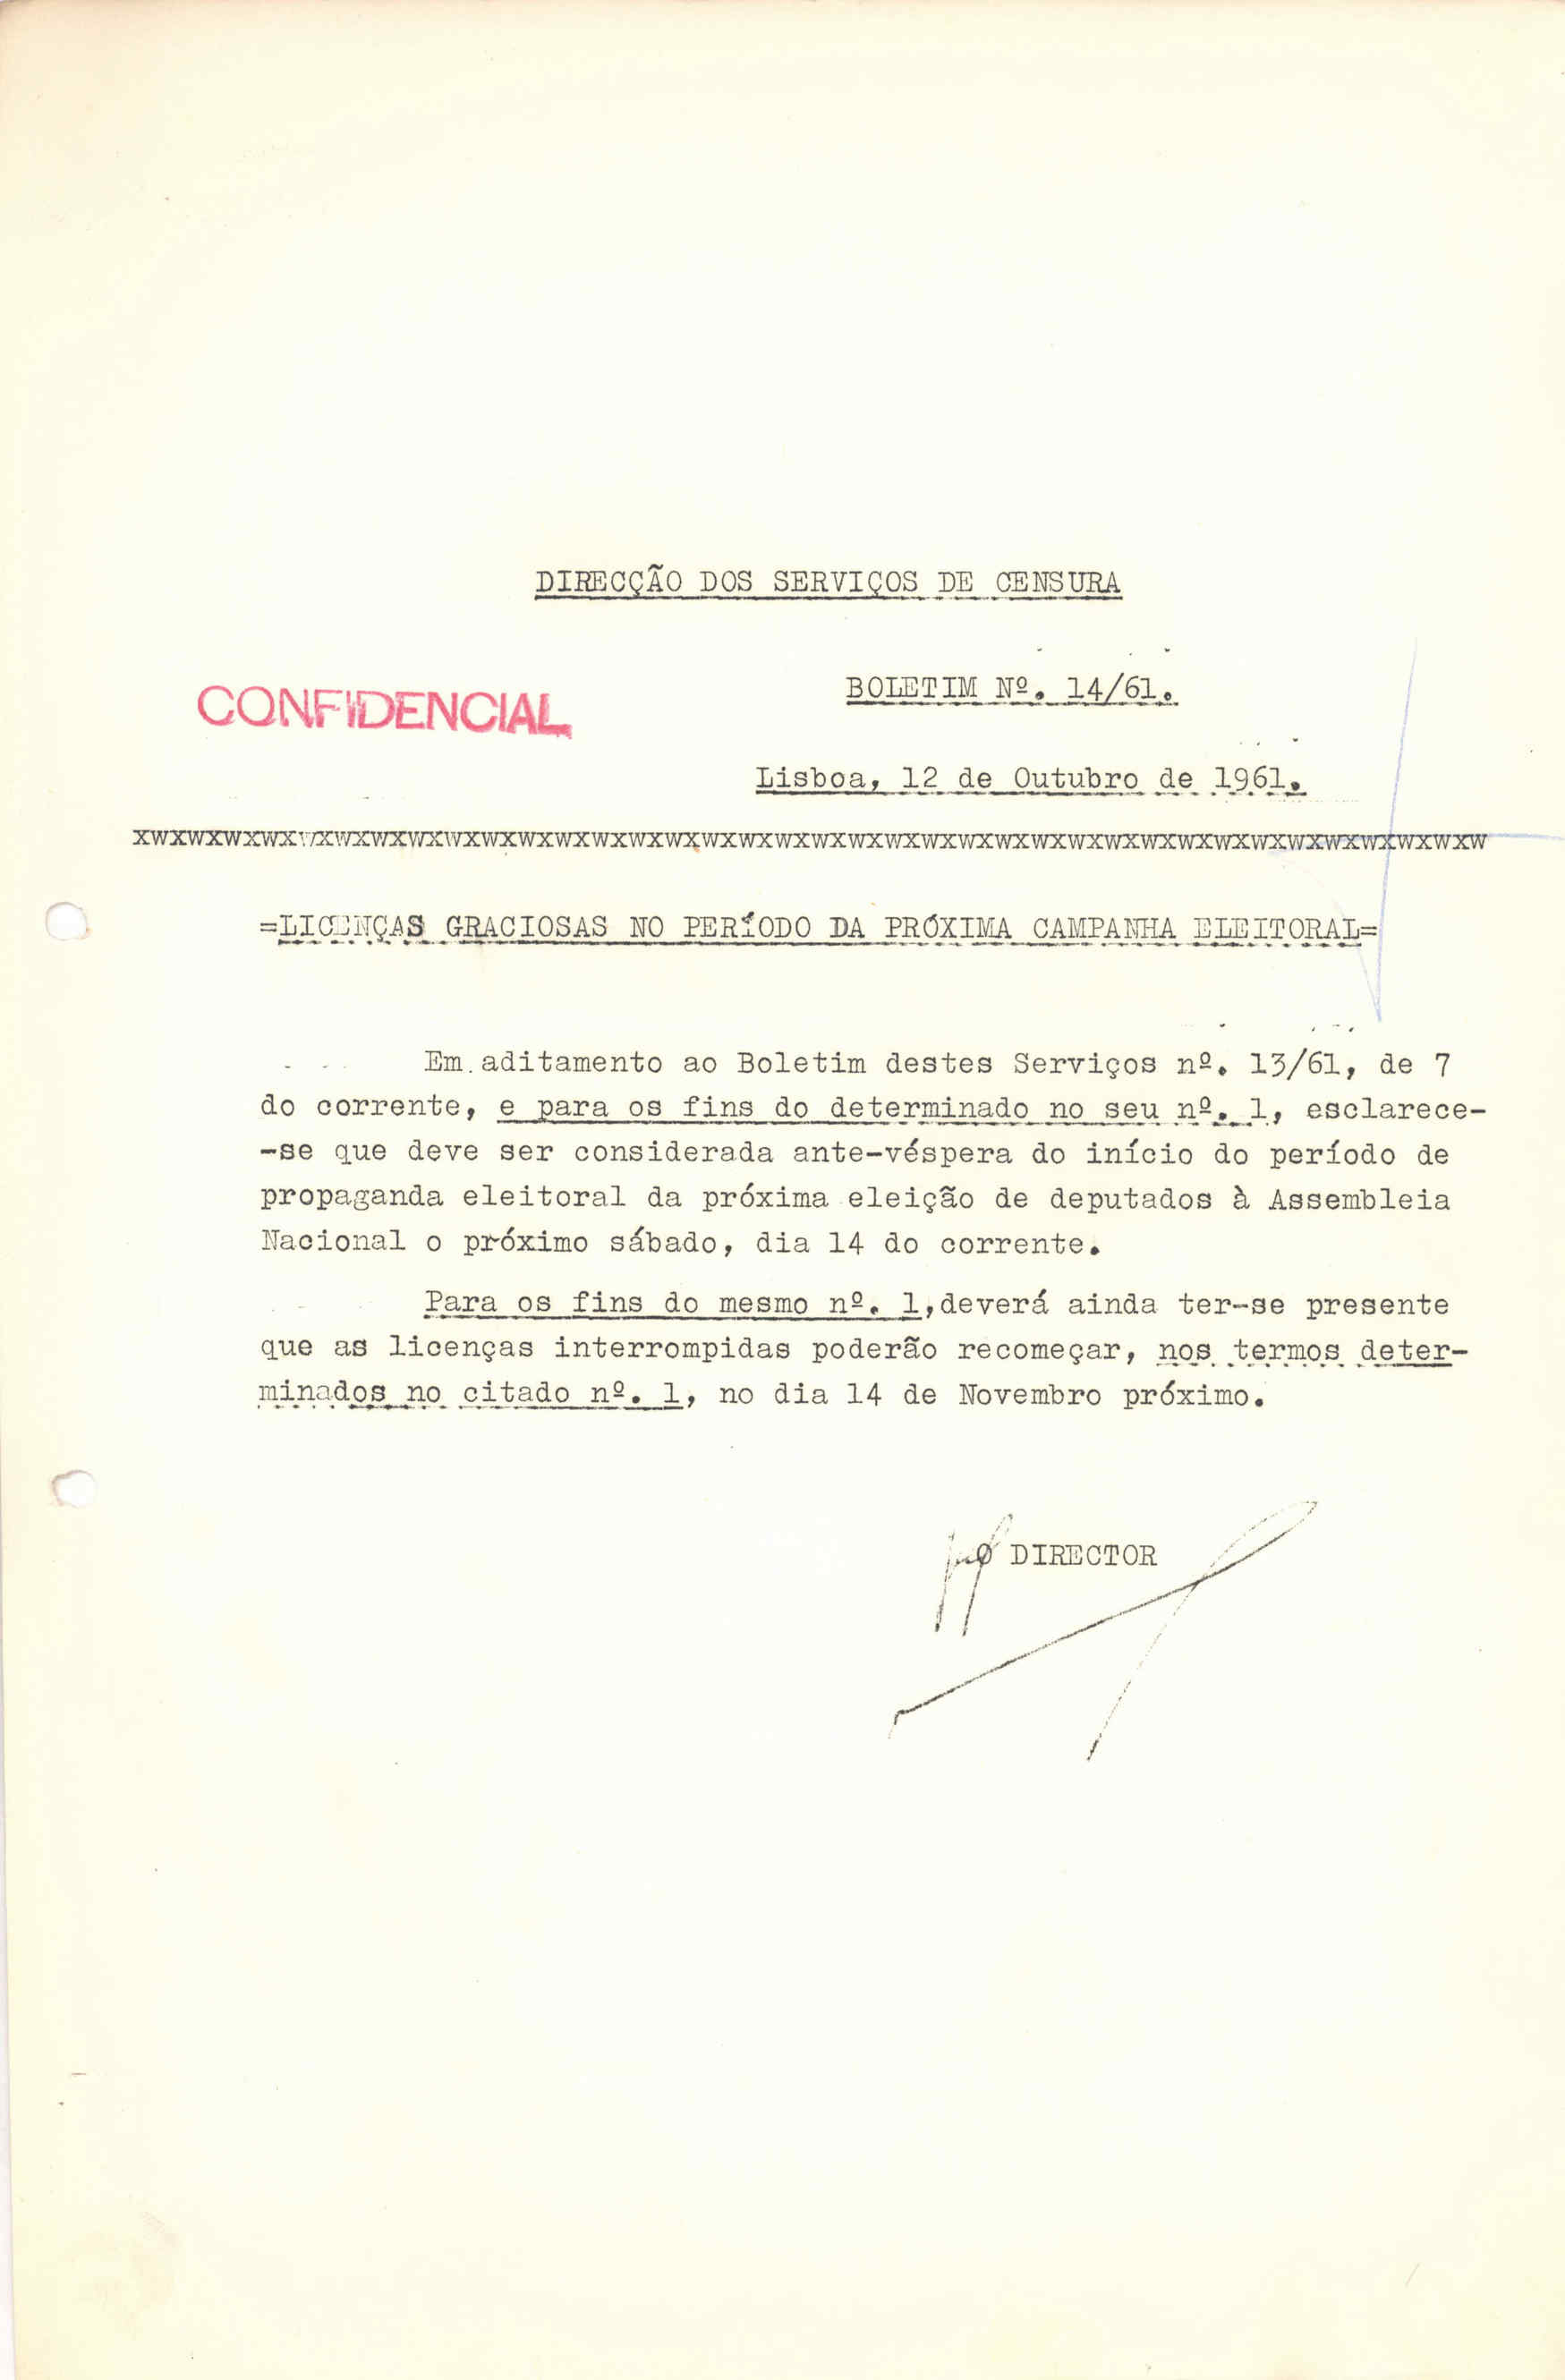 DIRECÇÃO DOS SERVIÇOS DE CENSURA
BOLETIM Nº. 14/61.
CONFIDENCIAL
Lisboa, 12 de Outubro de 1961.
xwxwxwxwxwxwxwxwxwxwxwxwxwxwxwxwxwxwxwxwxwxwxwxwxwxwxwxwxwxwxwxwxwxwxwxwxw
=LICENÇAS GRACIOSAS NO PERÍODO DA PRÓXIMA CAMPANHA ELEITORAL=
Em aditamento ao Boletim destes Serviços nº. 13/61, de 7
do corrente, e para os fins do determinado no seu nº. 1, esclarece-
-se que deve ser considerada ante-véspera do início do período de
propaganda eleitoral da próxima eleição de deputados à Assembleia
Nacional o próximo sábado, dia 14 do corrente.
Para os fins do mesmo nº. 1, deverá ainda ter-se presente
que as licenças interrompidas poderão recomeçar, nos termos deter-
minados no citado nº. 1, no dia 14 de Novembro próximo.
O DIRECTOR